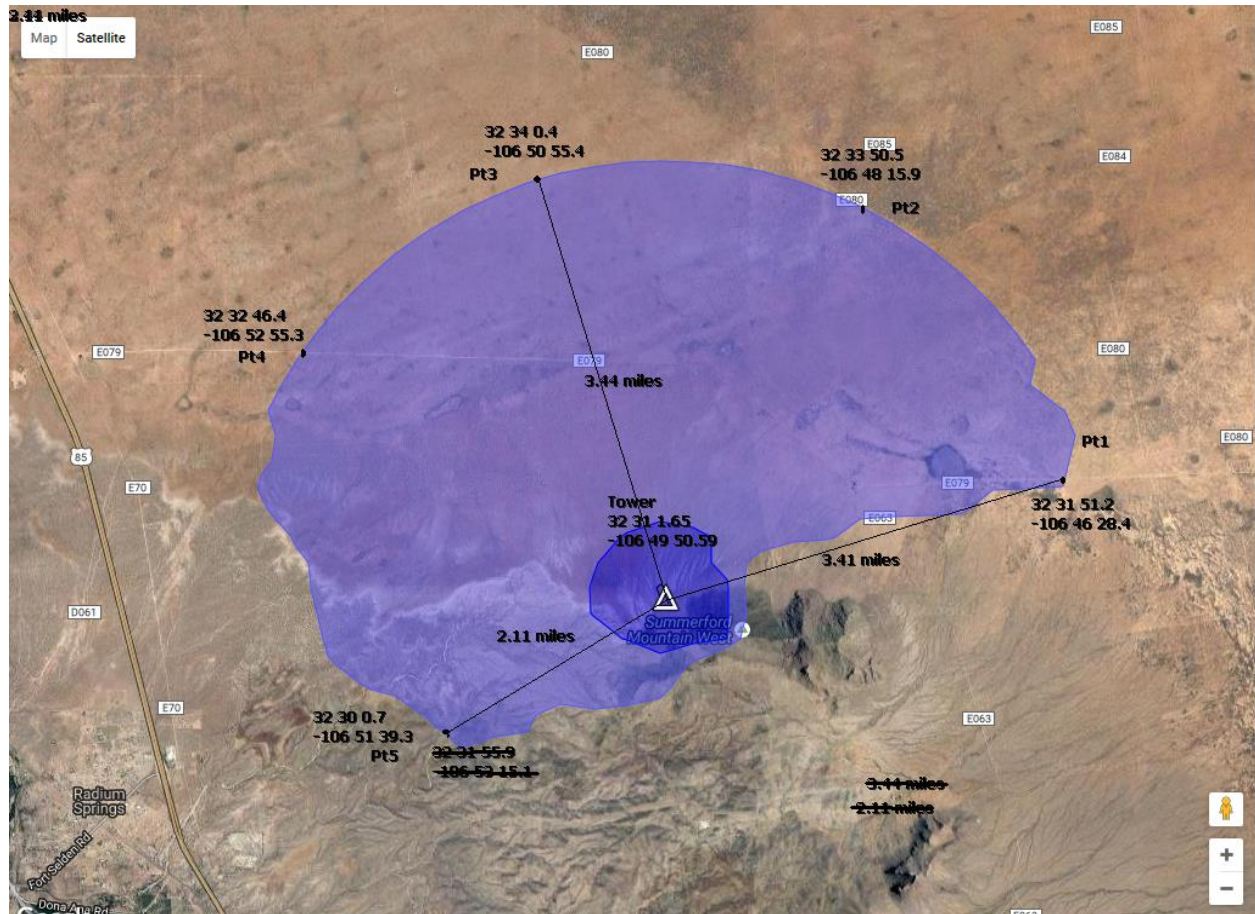 2.11 miles
Map Satellite
E080
E085
32 34 0.4
-106 50 55.4
Pt3
E085
32 33 50.5
-106 48 15.9
E084
E080
Pt2
32 32 46.4
-106 52 55.3
Pt4
E079
E079
E080
3.44 miles
85
Pt1
E080
E70
E079
Tower
32 31 1.65
-106 49 50.59
32 31 51.2
-106 46 28.4
E063
3.41 miles
D061
Summerford
Mountain West
2.11 miles
E70
32 30 0.7
-106 51 39.3
Pt5
E063
32 31 55.9
-106 53 15.1
3.44 miles
2.11 miles
Radium
Springs
Fort Selden Rd
Dona Ana Rd